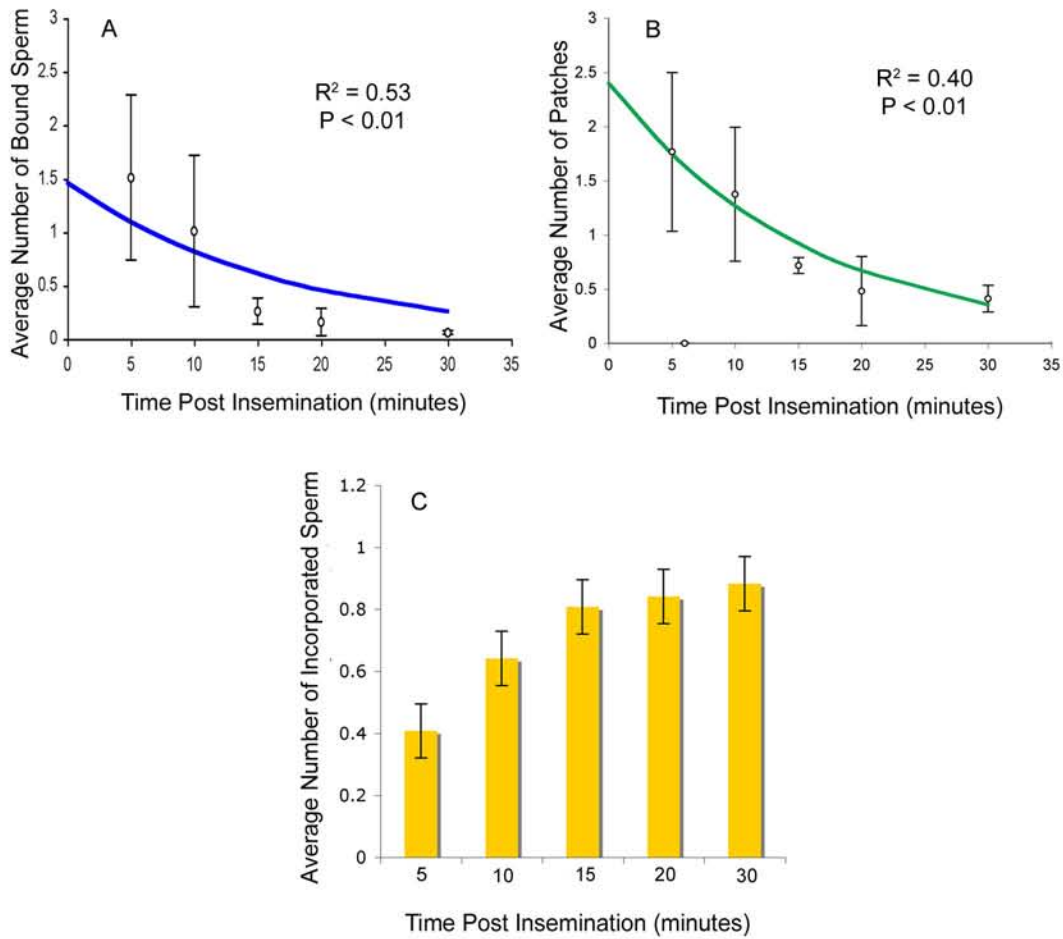 A
Average Number of Bound Sperm
3
2.5
2
1.5
1
0.5
0
R² = 0.53
P < 0.01
0 5 10 15 20 25 30 35
Time Post Insemination (minutes)
B
Average Number of Patches
3
2.5
2
1.5
1
0.5
0
R² = 0.40
P < 0.01
0 5 10 15 20 25 30 35
Time Post Insemination (minutes)
C
Average Number of Incorporated Sperm
1.2
1
0.8
0.6
0.4
0.2
0
5 10 15 20 30
Time Post Insemination (minutes)